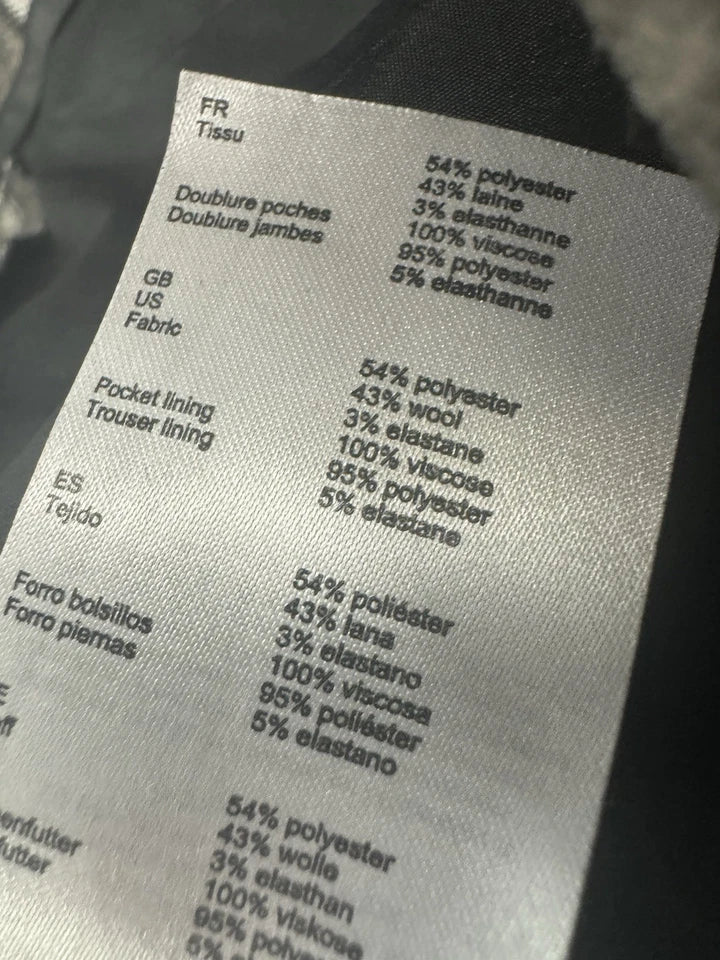 FR
Tissu
54% polyester
43% laine
3% elasthanne
Doublure poches 100% viscose
Doublure jambes 95% polyester
5% elasthanne
GB
US
Fabric
54% polyester
43% wool
3% elastane
Pocket lining 100% viscose
Trouser lining 95% polyester
5% elastane
ES
Tejido
54% poliéster
43% lana
3% elastano
Forro bolsillos 100% viscosa
Forro piernas 95% poliéster
5% elastano
54% polyester
43% wolle
3% elasthan
100% viskose
95%
5%